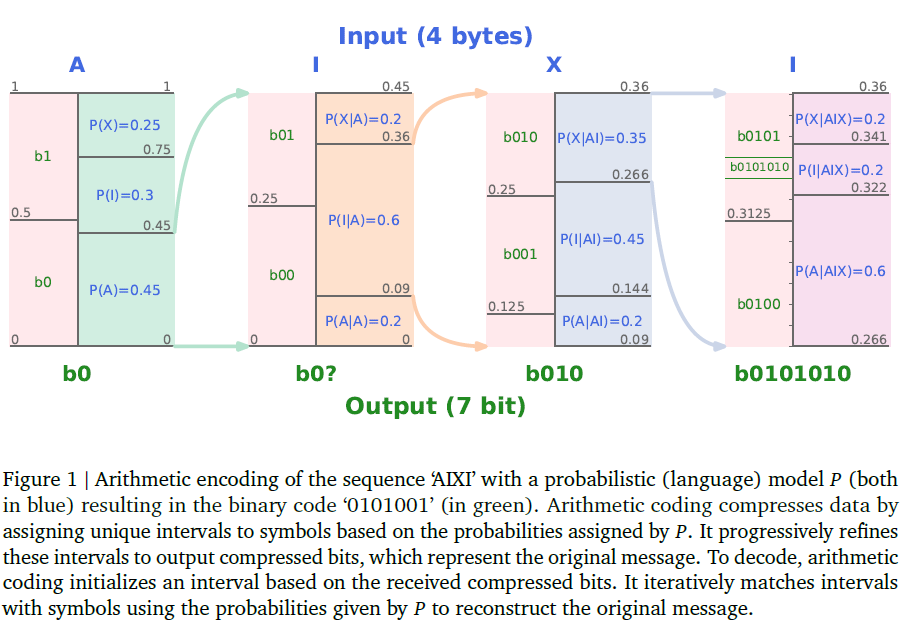 Input (4 bytes)
A I X I
1 1 0.45 0.36 0.36
P(X)=0.25 P(X|A)=0.2 P(X|AI)=0.35 P(X|AIX)=0.2
b1 b01 b010 b0101
0.75 0.36 0.266 0.341
b0101010
P(I)=0.3 P(I|A)=0.6 P(I|AI)=0.45 P(I|AIX)=0.2
0.5 0.25 0.25 0.322
0.45 0.3125
b0 b00 b001 b0100
P(A)=0.45 0.09 0.144 P(A|AIX)=0.6
0.125
P(A|A)=0.2 P(A|AI)=0.2
0 0 0 0 0.09 0.266
b0 b0? b010 b0101010
Output (7 bit)
Figure 1 | Arithmetic encoding of the sequence ‘AIXI’ with a probabilistic (language) model P (both
in blue) resulting in the binary code ‘0101001’ (in green). Arithmetic coding compresses data by
assigning unique intervals to symbols based on the probabilities assigned by P. It progressively refines
these intervals to output compressed bits, which represent the original message. To decode, arithmetic
coding initializes an interval based on the received compressed bits. It iteratively matches intervals
with symbols using the probabilities given by P to reconstruct the original message.